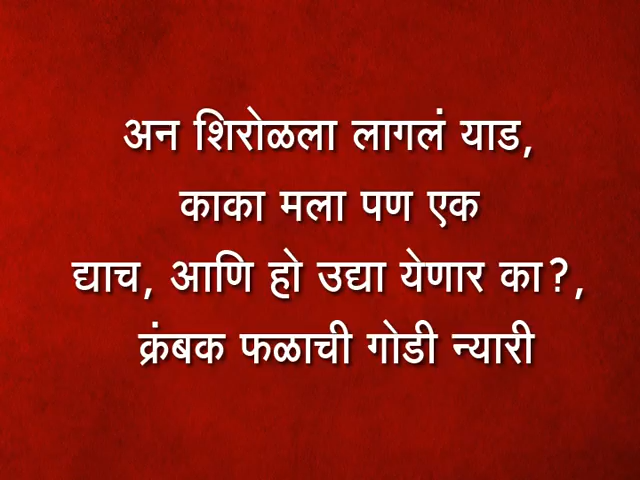 अन शिरोळला लागलं याड,
काका मला पण एक
द्याच, आणि हो उद्या येणार का?,
क्रंबक फळाची गोडी न्यारी